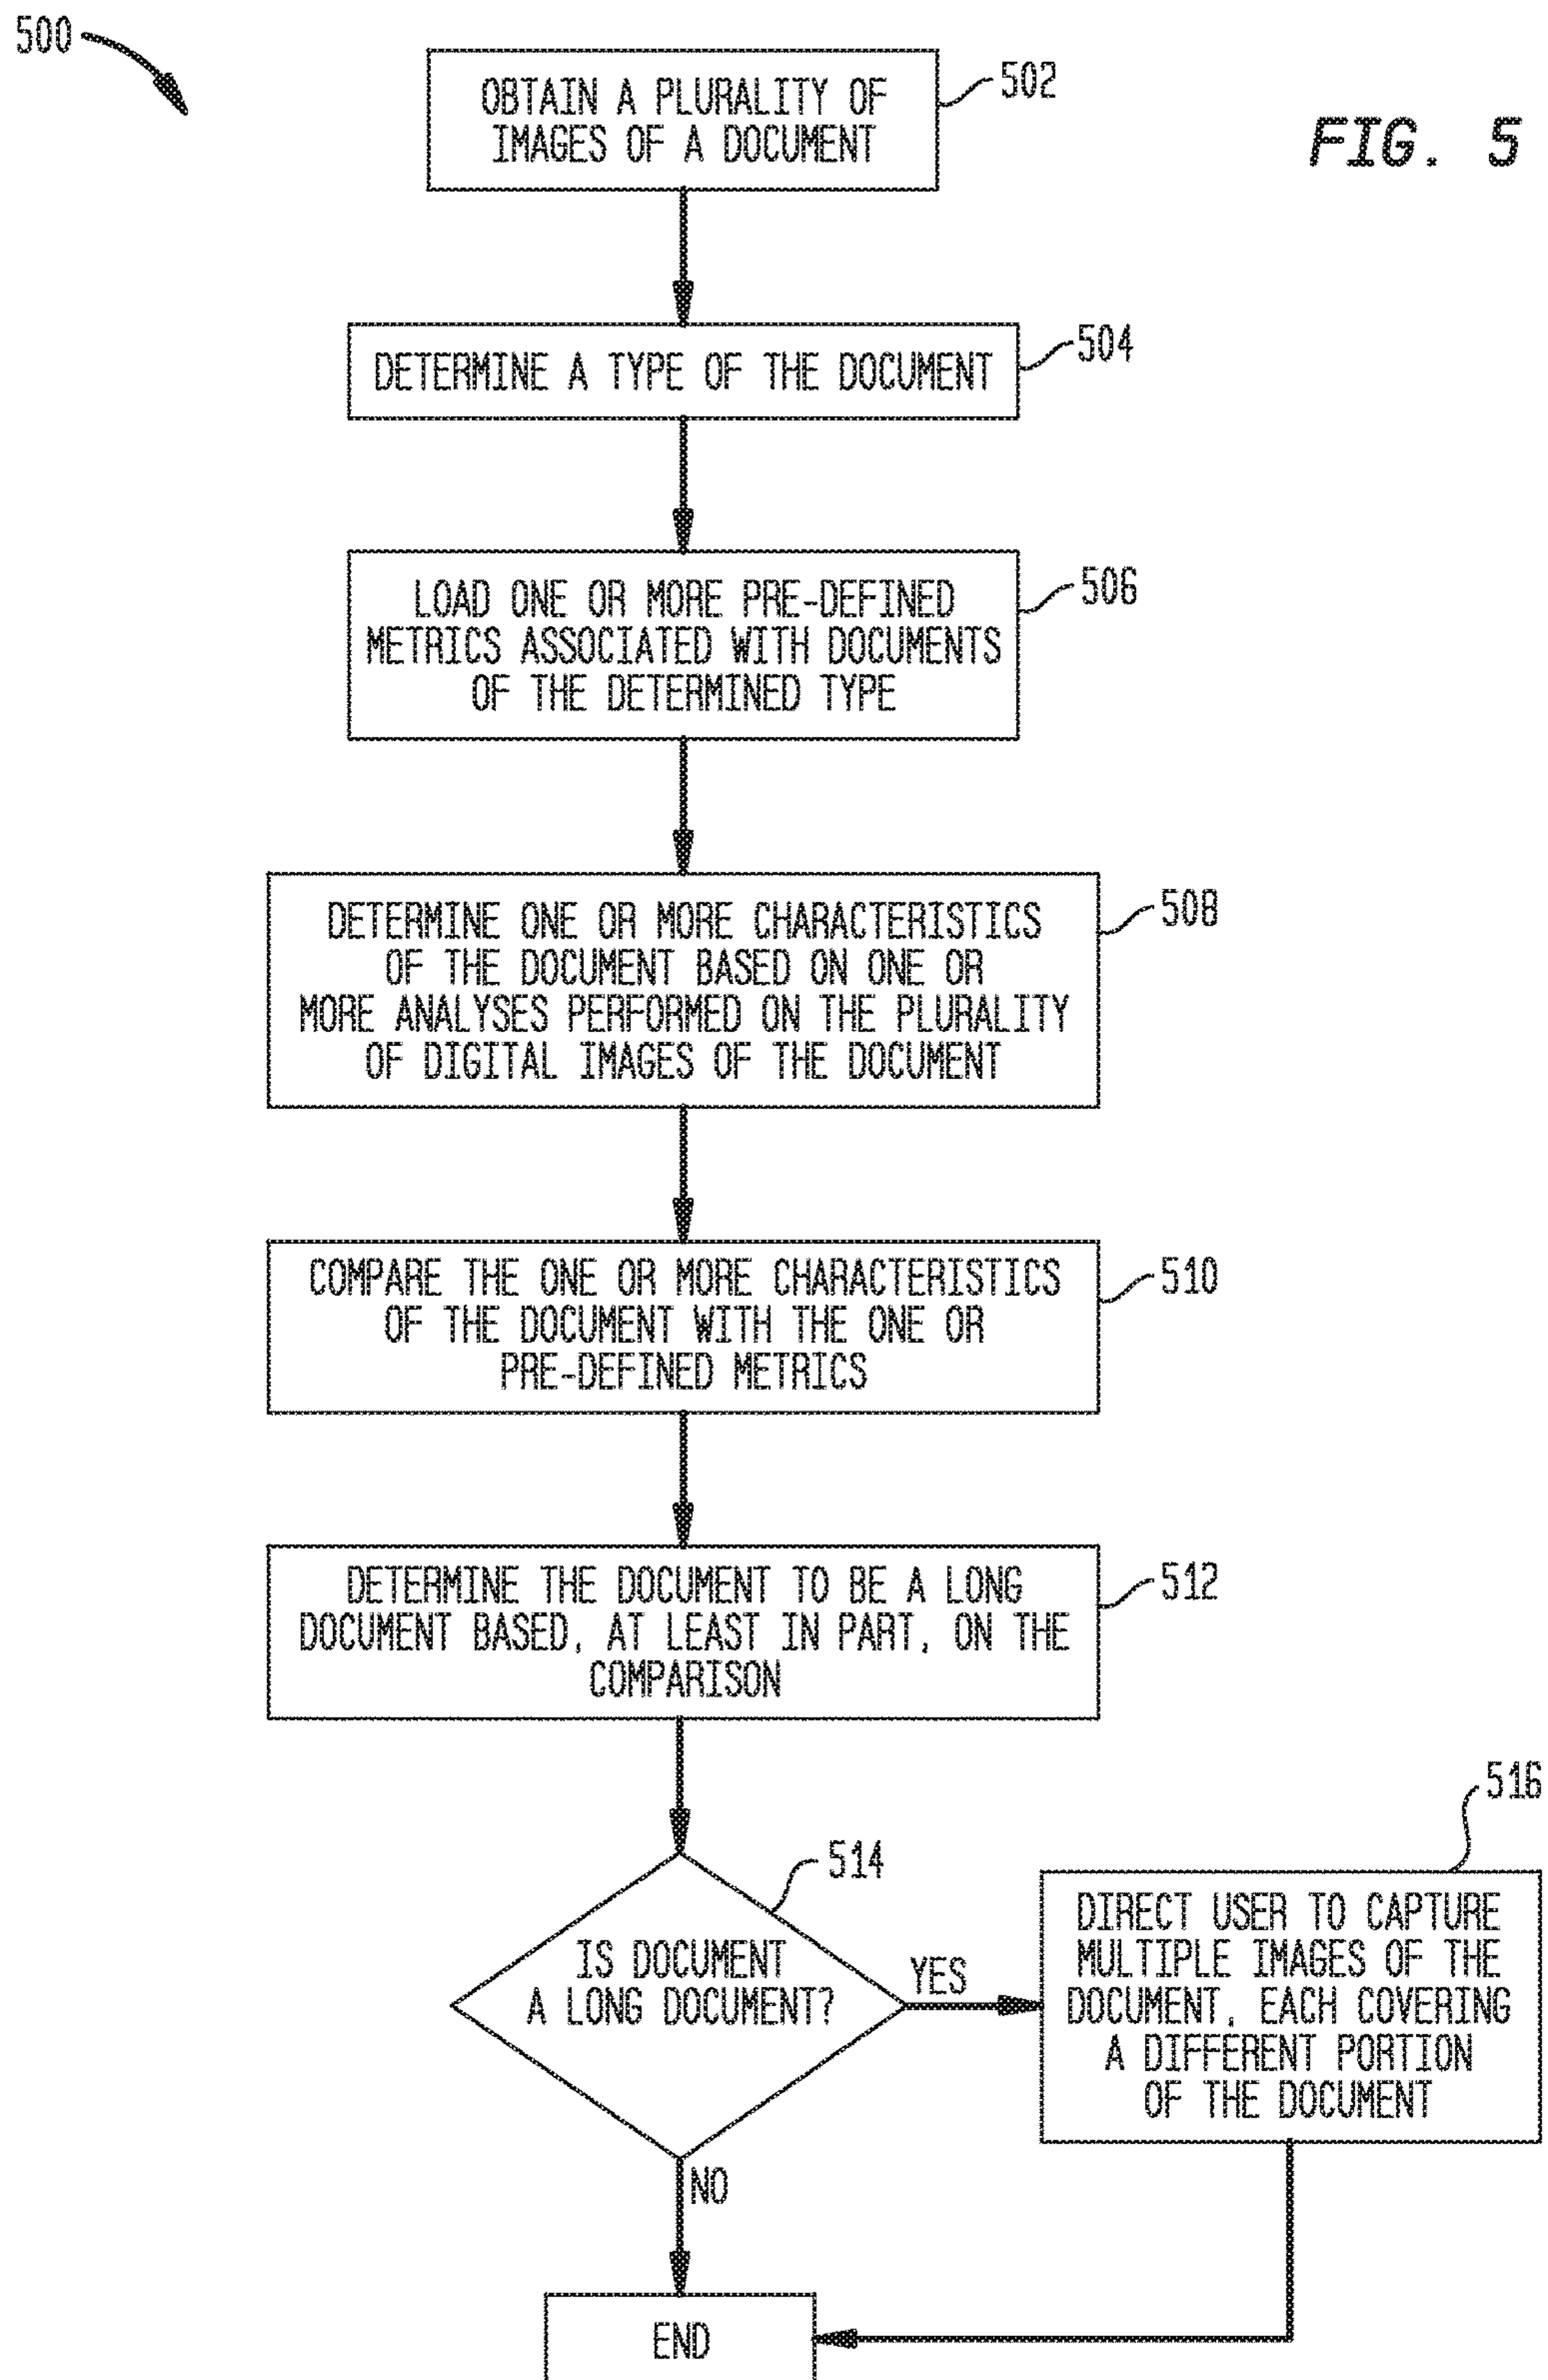 500
OBTAIN A PLURALITY OF
IMAGES OF A DOCUMENT
502
FIG. 5
DETERMINE A TYPE OF THE DOCUMENT
504
LOAD ONE OR MORE PRE-DEFINED
METRICS ASSOCIATED WITH DOCUMENTS
OF THE DETERMINED TYPE
506
DETERMINE ONE OR MORE CHARACTERISTICS
OF THE DOCUMENT BASED ON ONE OR
MORE ANALYSES PERFORMED ON THE PLURALITY
OF DIGITAL IMAGES OF THE DOCUMENT
508
COMPARE THE ONE OR MORE CHARACTERISTICS
OF THE DOCUMENT WITH THE ONE OR
PRE-DEFINED METRICS
510
DETERMINE THE DOCUMENT TO BE A LONG
DOCUMENT BASED, AT LEAST IN PART, ON THE
COMPARISON
512
IS DOCUMENT
A LONG DOCUMENT?
514
YES
DIRECT USER TO CAPTURE
MULTIPLE IMAGES OF THE
DOCUMENT, EACH COVERING
A DIFFERENT PORTION
OF THE DOCUMENT
516
NO
END